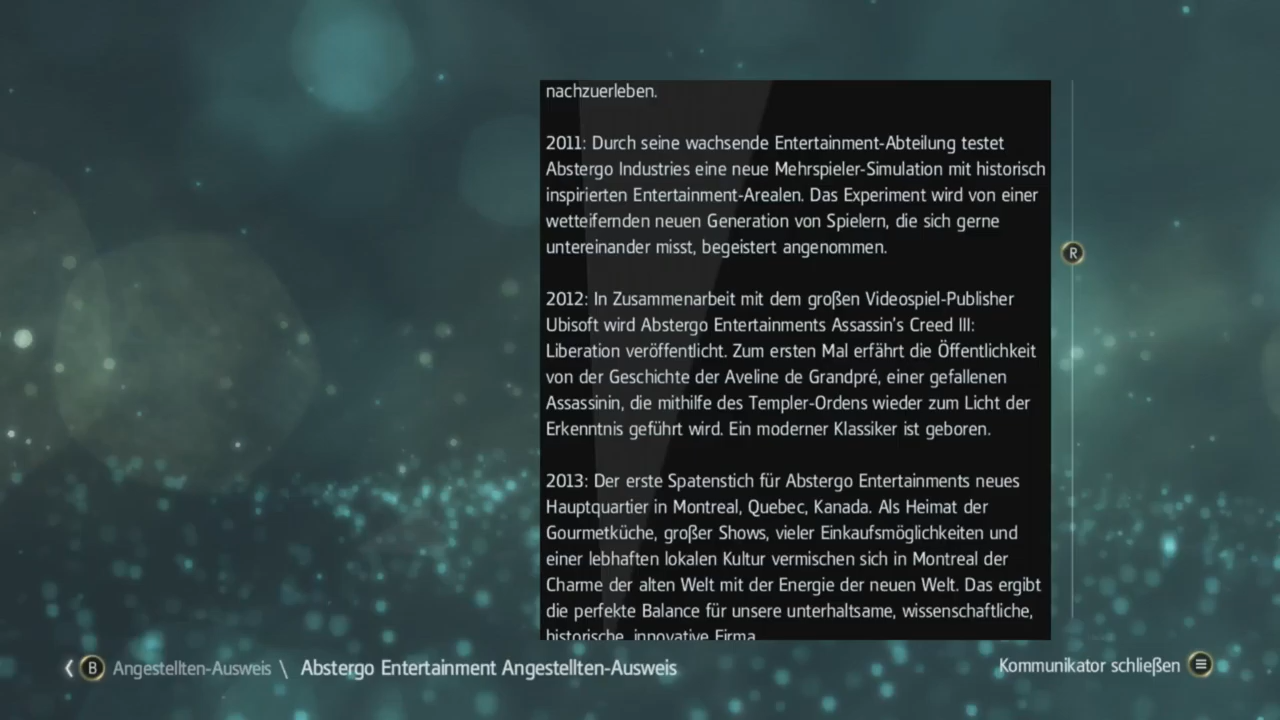 nachzuerleben.
2011: Durch seine wachsende Entertainment-Abteilung testet
Abstergo Industries eine neue Mehrspieler-Simulation mit historisch
inspirierten Entertainment-Arealen. Das Experiment wird von einer
wetteifernden neuen Generation von Spielern, die sich gerne
untereinander misst, begeistert angenommen.
2012: In Zusammenarbeit mit dem großen Videospiel-Publisher
Ubisoft wird Abstergo Entertainments Assassin's Creed III:
Liberation veröffentlicht. Zum ersten Mal erfährt die Öffentlichkeit
von der Geschichte der Aveline de Grandpré, einer gefallenen
Assassinin, die mithilfe des Templer-Ordens wieder zum Licht der
Erkenntnis geführt wird. Ein moderner Klassiker ist geboren.
2013: Der erste Spatenstich für Abstergo Entertainments neues
Hauptquartier in Montreal, Quebec, Kanada. Als Heimat der
Gourmetküche, großer Shows, vieler Einkaufsmöglichkeiten und
einer lebhaften lokalen Kultur vermischen sich in Montreal der
Charme der alten Welt mit der Energie der neuen Welt. Das ergibt
die perfekte Balance für unsere unterhaltsame, wissenschaftliche,
historische, innovative Firma.
R
B Angestellten-Ausweis \ Abstergo Entertainment Angestellten-Ausweis
Kommunikator schließen